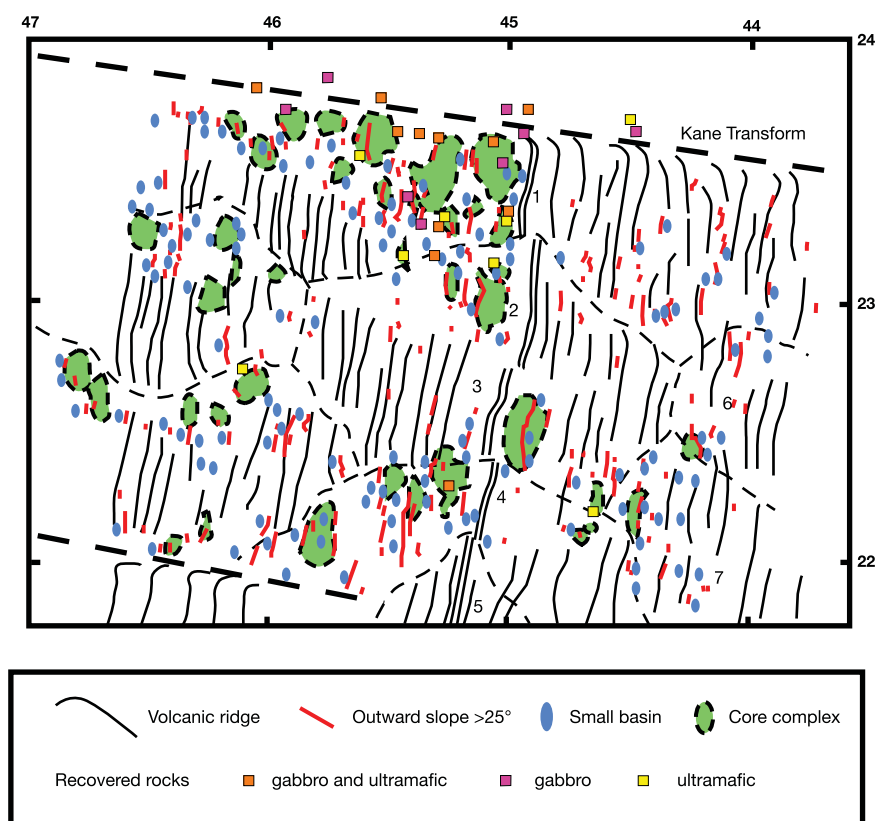 47 46 45 44
24
Kane Transform
1
23
2
3
6
4
22
7
5
Volcanic ridge Outward slope >25° Small basin Core complex
Recovered rocks gabbro and ultramafic gabbro ultramafic